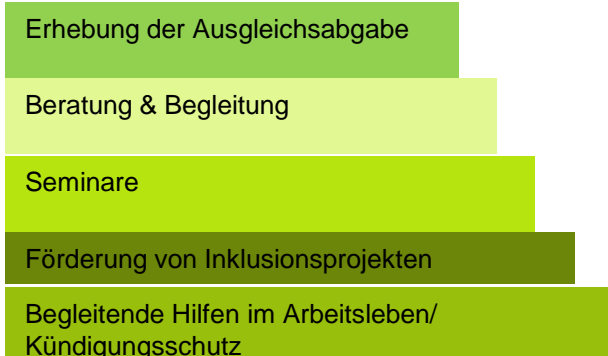 Erhebung der Ausgleichsabgabe
Beratung & Begleitung
Seminare
Förderung von Inklusionsprojekten
Begleitende Hilfen im Arbeitsleben/
Kündigungsschutz